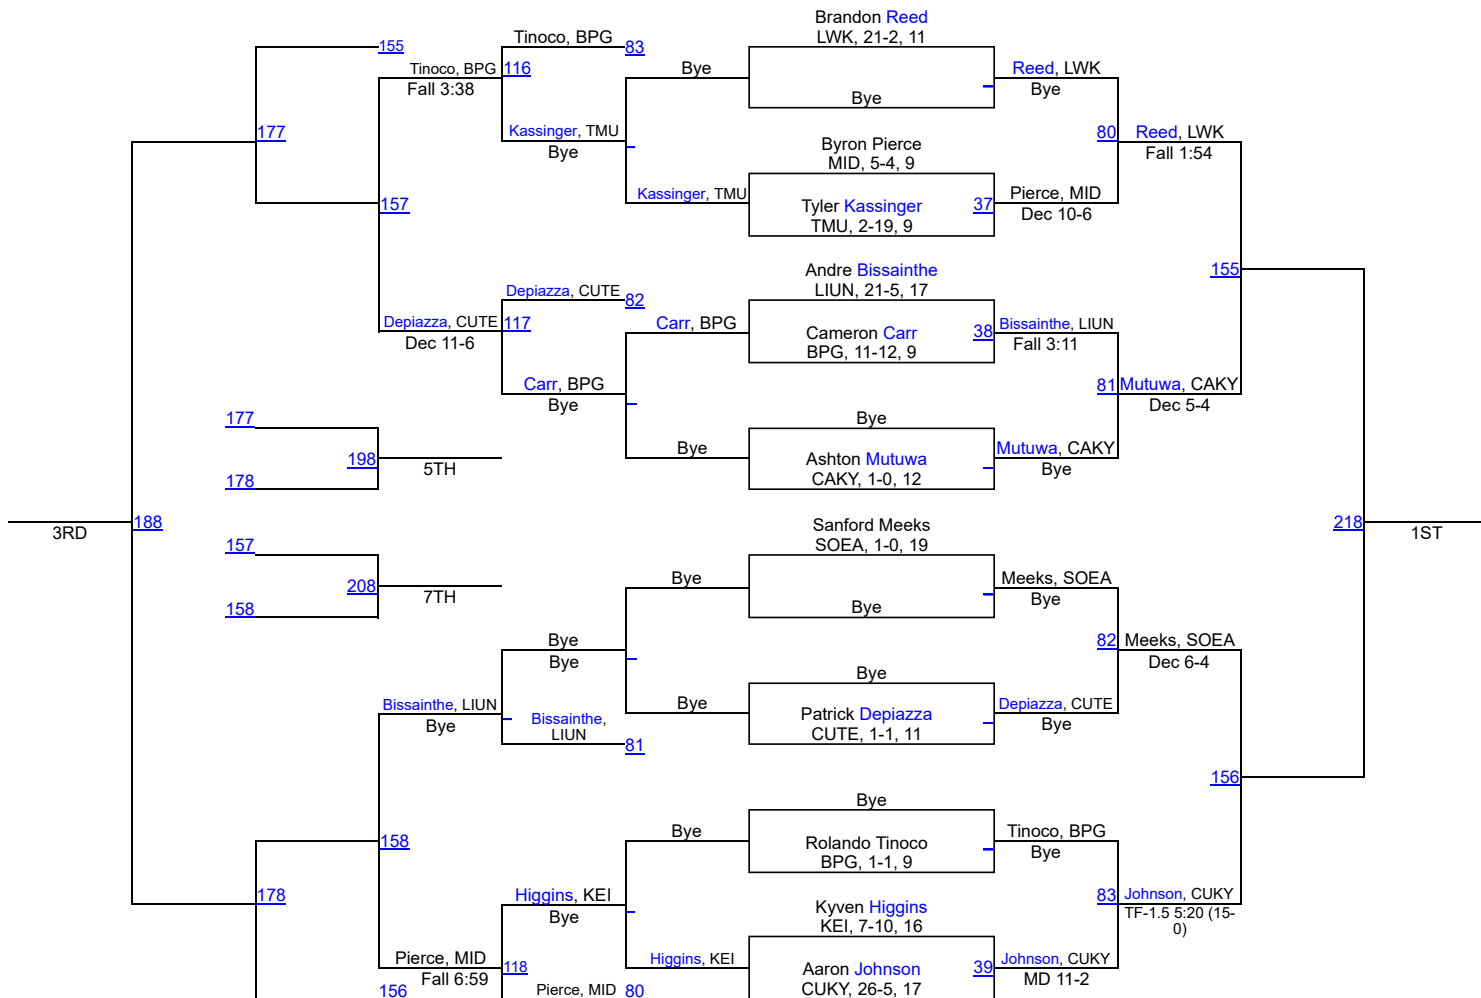 Brandon Reed
LWK, 21-2, 11
Tinoco, BPG
155
83
Tinoco, BPG
116
Bye
Reed, LWK
Fall 3:38
Bye
Bye
177
Kassinger, TMU
Bye
80
Reed, LWK
Fall 1:54
Byron Pierce
MID, 5-4, 9
Kassinger, TMU
157
Tyler Kassinger
37
Pierce, MID
TMU, 2-19, 9
Dec 10-6
Andre Bissainthe
LIUN, 21-5, 17
155
Depiazza, CUTE
82
Depiazza, CUTE
117
Dec 11-6
Carr, BPG
Cameron Carr
38
Bissainthe, LIUN
BPG, 11-12, 9
Fall 3:11
Carr, BPG
Bye
81
Mutuwa, CAKY
Dec 5-4
177
Bye
198
5TH
Bye
Ashton Mutuwa
Mutuwa, CAKY
CAKY, 1-0, 12
Bye
178
3RD
188
Sanford Meeks
SOEA, 1-0, 19
218
1ST
157
208
7TH
158
Bye
Meeks, SOEA
Bye
Bye
Bye
Bye
82
Meeks, SOEA
Dec 6-4
Bye
Bissainthe, LIUN
Bye
Bye
Patrick Depiazza
Depiazza, CUTE
CUTE, 1-1, 11
Bye
Bissainthe,
LIUN
81
156
Bye
158
Bye
Rolando Tinoco
Tinoco, BPG
BPG, 1-1, 9
Bye
178
Higgins, KEI
Bye
83
Johnson, CUKY
TF-1.5 5:20 (15-
0)
Kyven Higgins
KEI, 7-10, 16
Pierce, MID
118
Fall 6:59
Higgins, KEI
Aaron Johnson
39
Johnson, CUKY
CUKY, 26-5, 17
MD 11-2
156
Pierce, MID
80